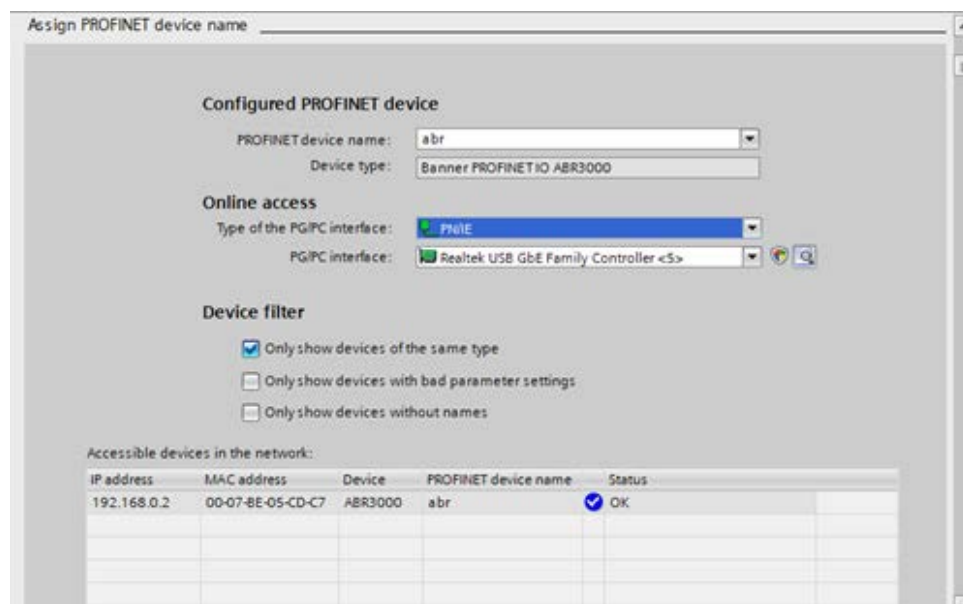 Assign PROFINET device name
Configured PROFINET device
PROFINET device name: abr
Device type: Banner PROFINET IO ABR3000
Online access
Type of the PG/PC interface: PN/IE
PG/PC interface: Realtek USB GbE Family Controller <5>
Device filter
Only show devices of the same type
Only show devices with bad parameter settings
Only show devices without names
Accessible devices in the network:
IP address MAC address Device PROFINET device name Status
192.168.0.2 00-07-BE-05-CD-C7 ABR3000 abr OK